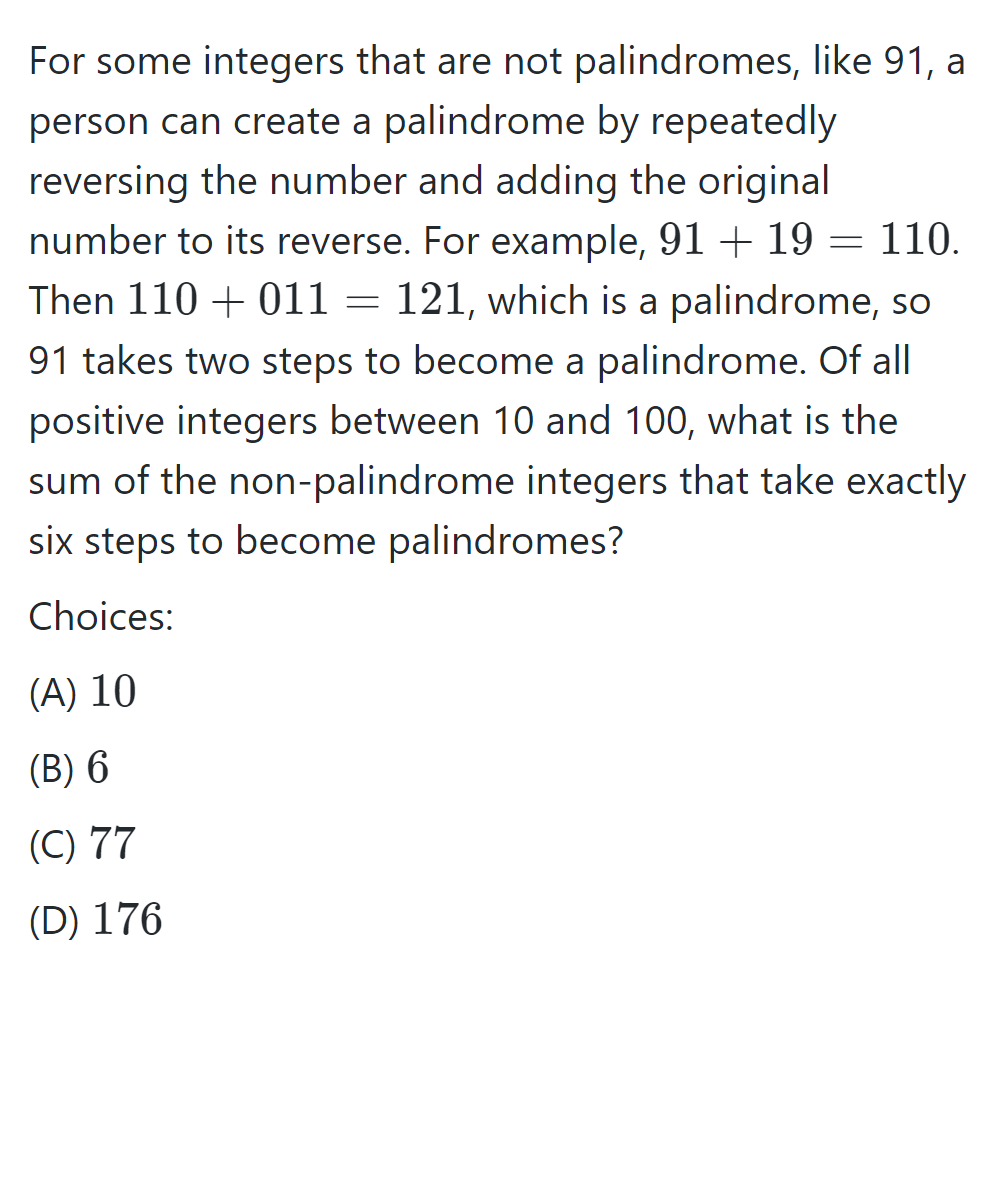 For some integers that are not palindromes, like 91, a
person can create a palindrome by repeatedly
reversing the number and adding the original
number to its reverse. For example, 91 + 19 = 110.
Then 110 + 011 = 121, which is a palindrome, so
91 takes two steps to become a palindrome. Of all
positive integers between 10 and 100, what is the
sum of the non-palindrome integers that take exactly
six steps to become palindromes?
Choices:
(A) 10
(B) 6
(C) 77
(D) 176